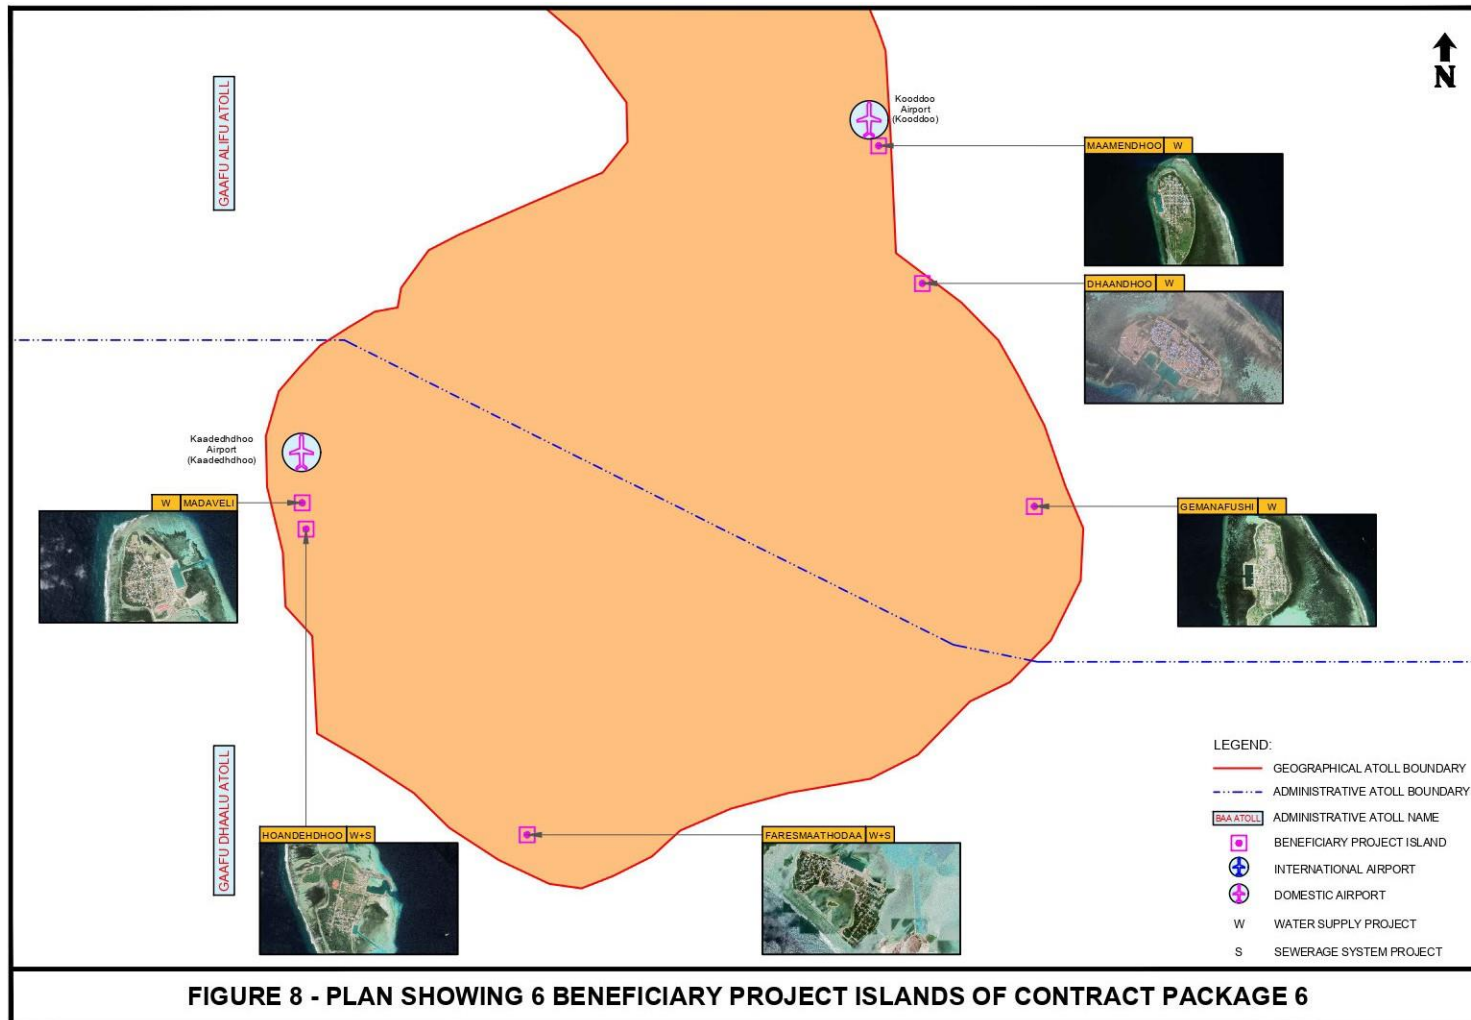 N
GAAFU ALIFU ATOLL
Kooddoo
Airport
(Kooddoo)
MAAMENDHOO W
DHAANDHOO W
Kaadedhdhoo
Airport
(Kaadedhdhoo)
W MADAVELI
GEMANAFUSHI W
GAAFU DHAALU ATOLL
HOANDEHDHOO W+S
FARESMAATHODAA W+S
LEGEND:
GEOGRAPHICAL ATOLL BOUNDARY
ADMINISTRATIVE ATOLL BOUNDARY
BAA ATOLL ADMINISTRATIVE ATOLL NAME
BENEFICIARY PROJECT ISLAND
INTERNATIONAL AIRPORT
DOMESTIC AIRPORT
W WATER SUPPLY PROJECT
S SEWERAGE SYSTEM PROJECT
FIGURE 8 - PLAN SHOWING 6 BENEFICIARY PROJECT ISLANDS OF CONTRACT PACKAGE 6